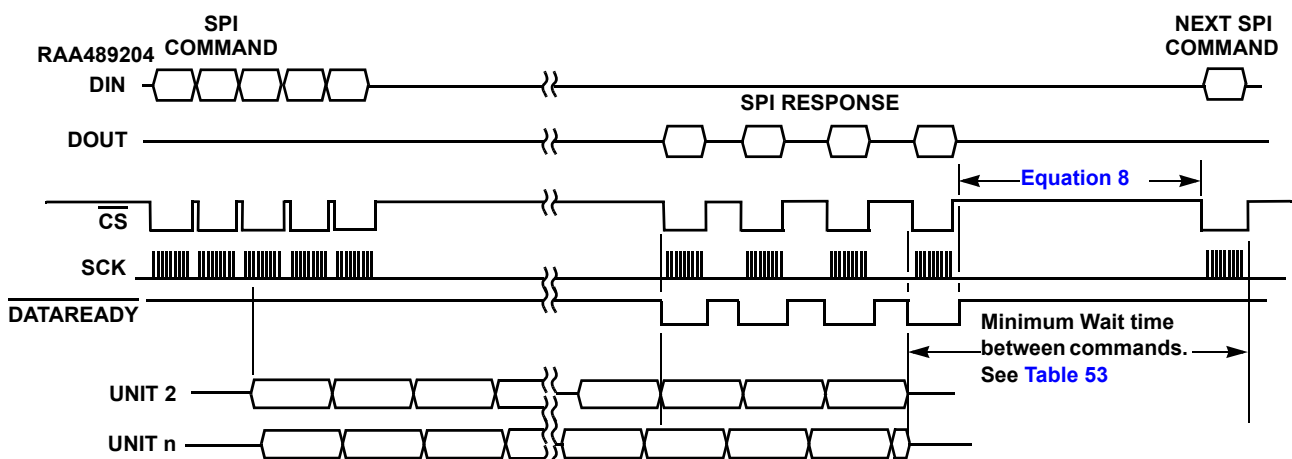 SPI
COMMAND
NEXT SPI
COMMAND
RAA489204
DIN
SPI RESPONSE
DOUT
Equation 8
CS
SCK
DATAREADY
Minimum Wait time
between commands.
See Table 53
UNIT 2
UNIT n